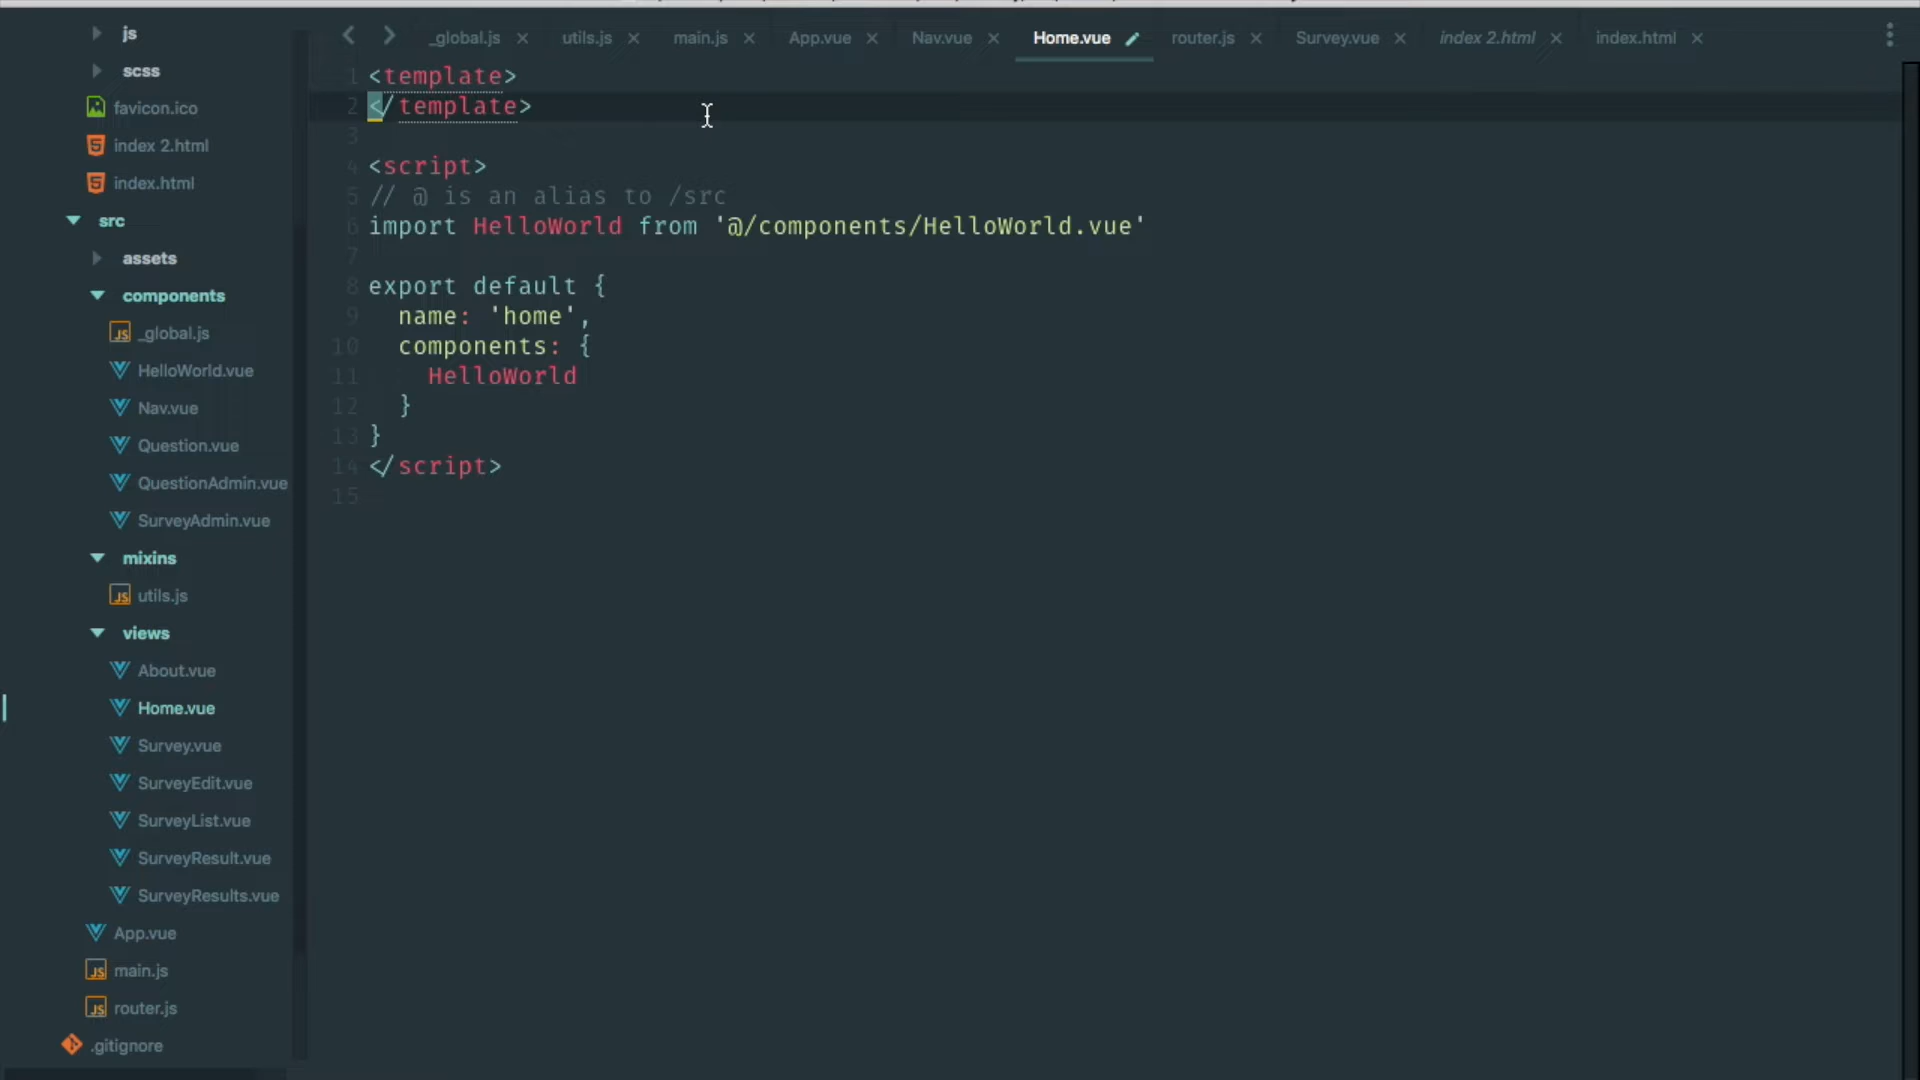 js
scss
favicon.ico
index 2.html
index.html
src
assets
components
_global.js
HelloWorld.vue
Nav.vue
Question.vue
QuestionAdmin.vue
SurveyAdmin.vue
mixins
utils.js
views
About.vue
Home.vue
Survey.vue
SurveyEdit.vue
SurveyList.vue
SurveyResult.vue
SurveyResults.vue
App.vue
main.js
router.js
.gitignore
_global.js × utils.js × main.js × App.vue × Nav.vue × Home.vue router.js × Survey.vue × index 2.html × index.html ×
1 <template>
2 </template>
3
4 <script>
5 // @ is an alias to /src
6 import HelloWorld from '@/components/HelloWorld.vue'
7
8 export default {
9 name: 'home',
10 components: {
11 HelloWorld
12 }
13 }
14 </script>
15